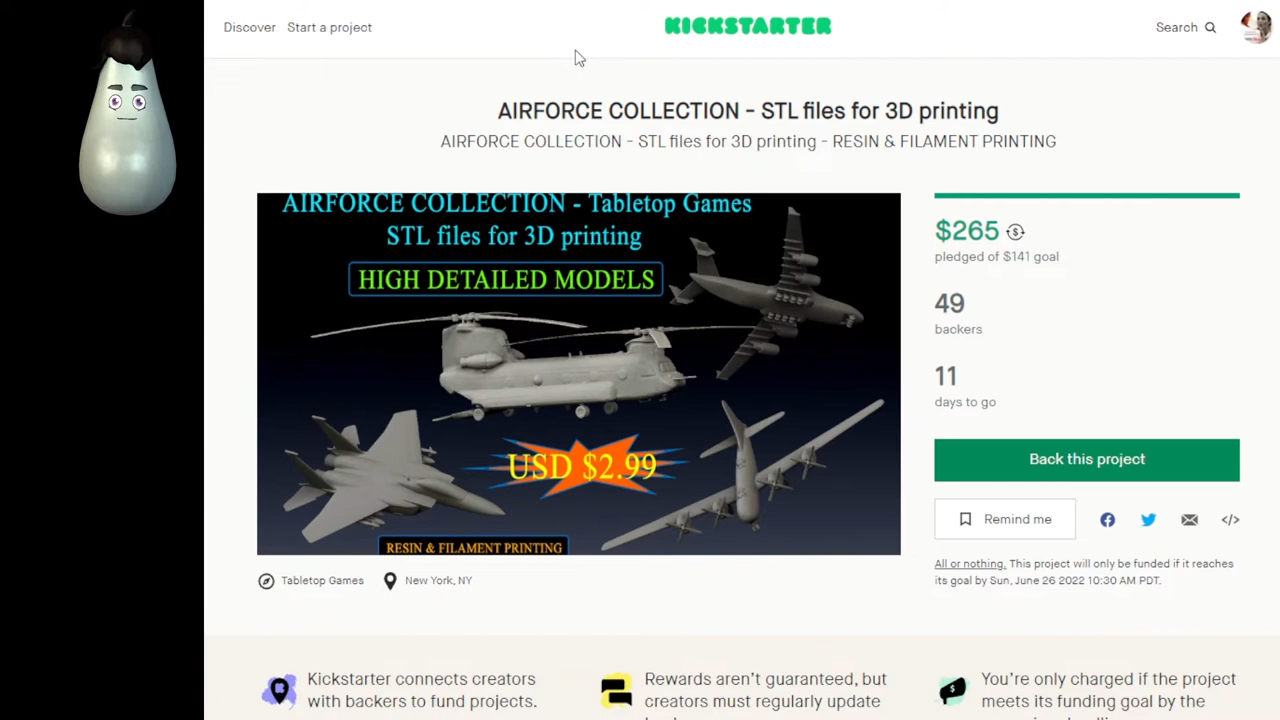 Discover Start a project
KICKSTARTER
Search
AIRFORCE COLLECTION - STL files for 3D printing
AIRFORCE COLLECTION - STL files for 3D printing - RESIN & FILAMENT PRINTING
AIRFORCE COLLECTION - Tabletop Games
STL files for 3D printing
HIGH DETAILED MODELS
USD $2.99
RESIN & FILAMENT PRINTING
Tabletop Games
New York, NY
$265
pledged of $141 goal
49
backers
11
days to go
Back this project
Remind me
All or nothing. This project will only be funded if it reaches
its goal by Sun, June 26 2022 10:30 AM PDT.
Kickstarter connects creators
with backers to fund projects.
Rewards aren't guaranteed, but
creators must regularly update
You're only charged if the project
meets its funding goal by the